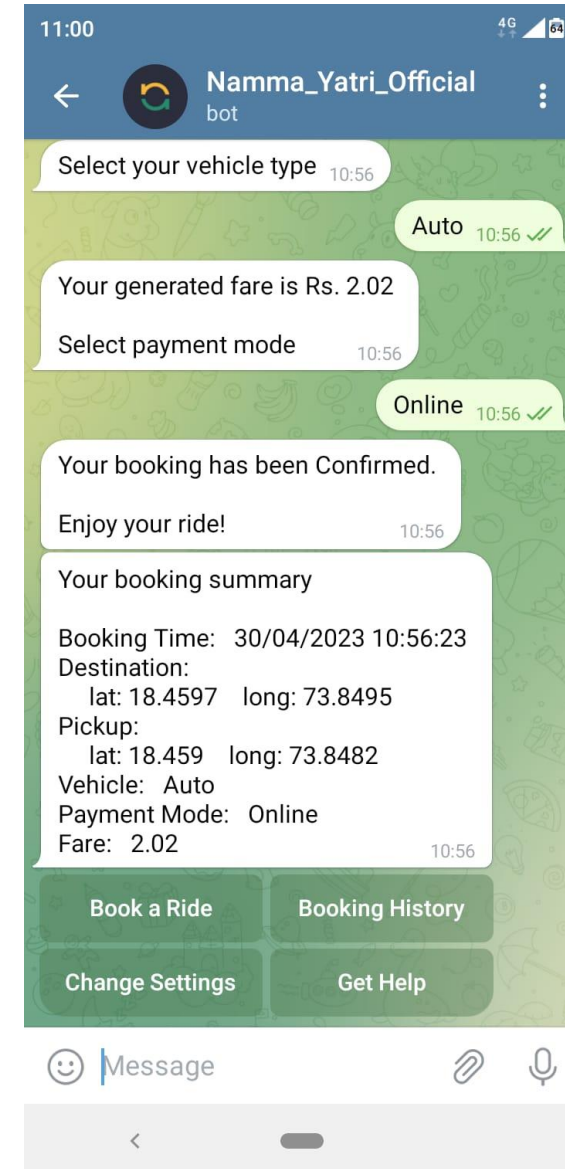 11:00
4G
64
Namma_Yatri_Official
bot
Select your vehicle type 10:56
Auto 10:56
Your generated fare is Rs. 2.02
Select payment mode 10:56
Online 10:56
Your booking has been Confirmed.
Enjoy your ride! 10:56
Your booking summary
Booking Time: 30/04/2023 10:56:23
Destination:
lat: 18.4597 long: 73.8495
Pickup:
lat: 18.459 long: 73.8482
Vehicle: Auto
Payment Mode: Online
Fare: 2.02 10:56
Book a Ride
Booking History
Change Settings
Get Help
Message